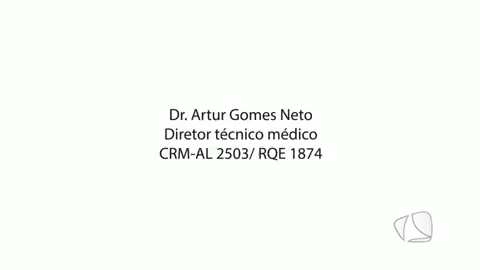 Dr. Artur Gomes Neto
Diretor técnico médico
CRM-AL 2503/ RQE 1874